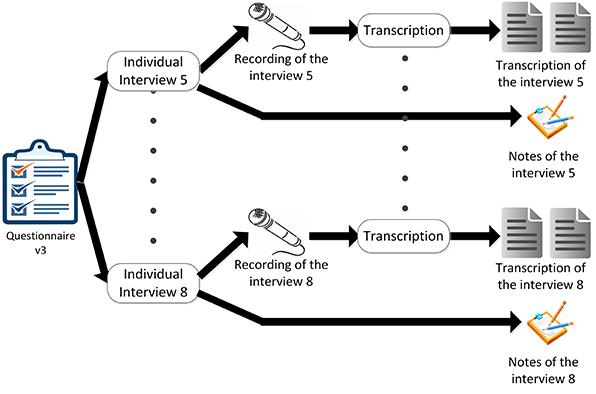 Individual
Interview 5
Recording of the
interview 5
Transcription
Transcription of
the interview 5
Notes of the
interview 5
Questionnaire
v3
Individual
Interview 8
Recording of the
interview 8
Transcription
Transcription of
the interview 8
Notes of the
interview 8